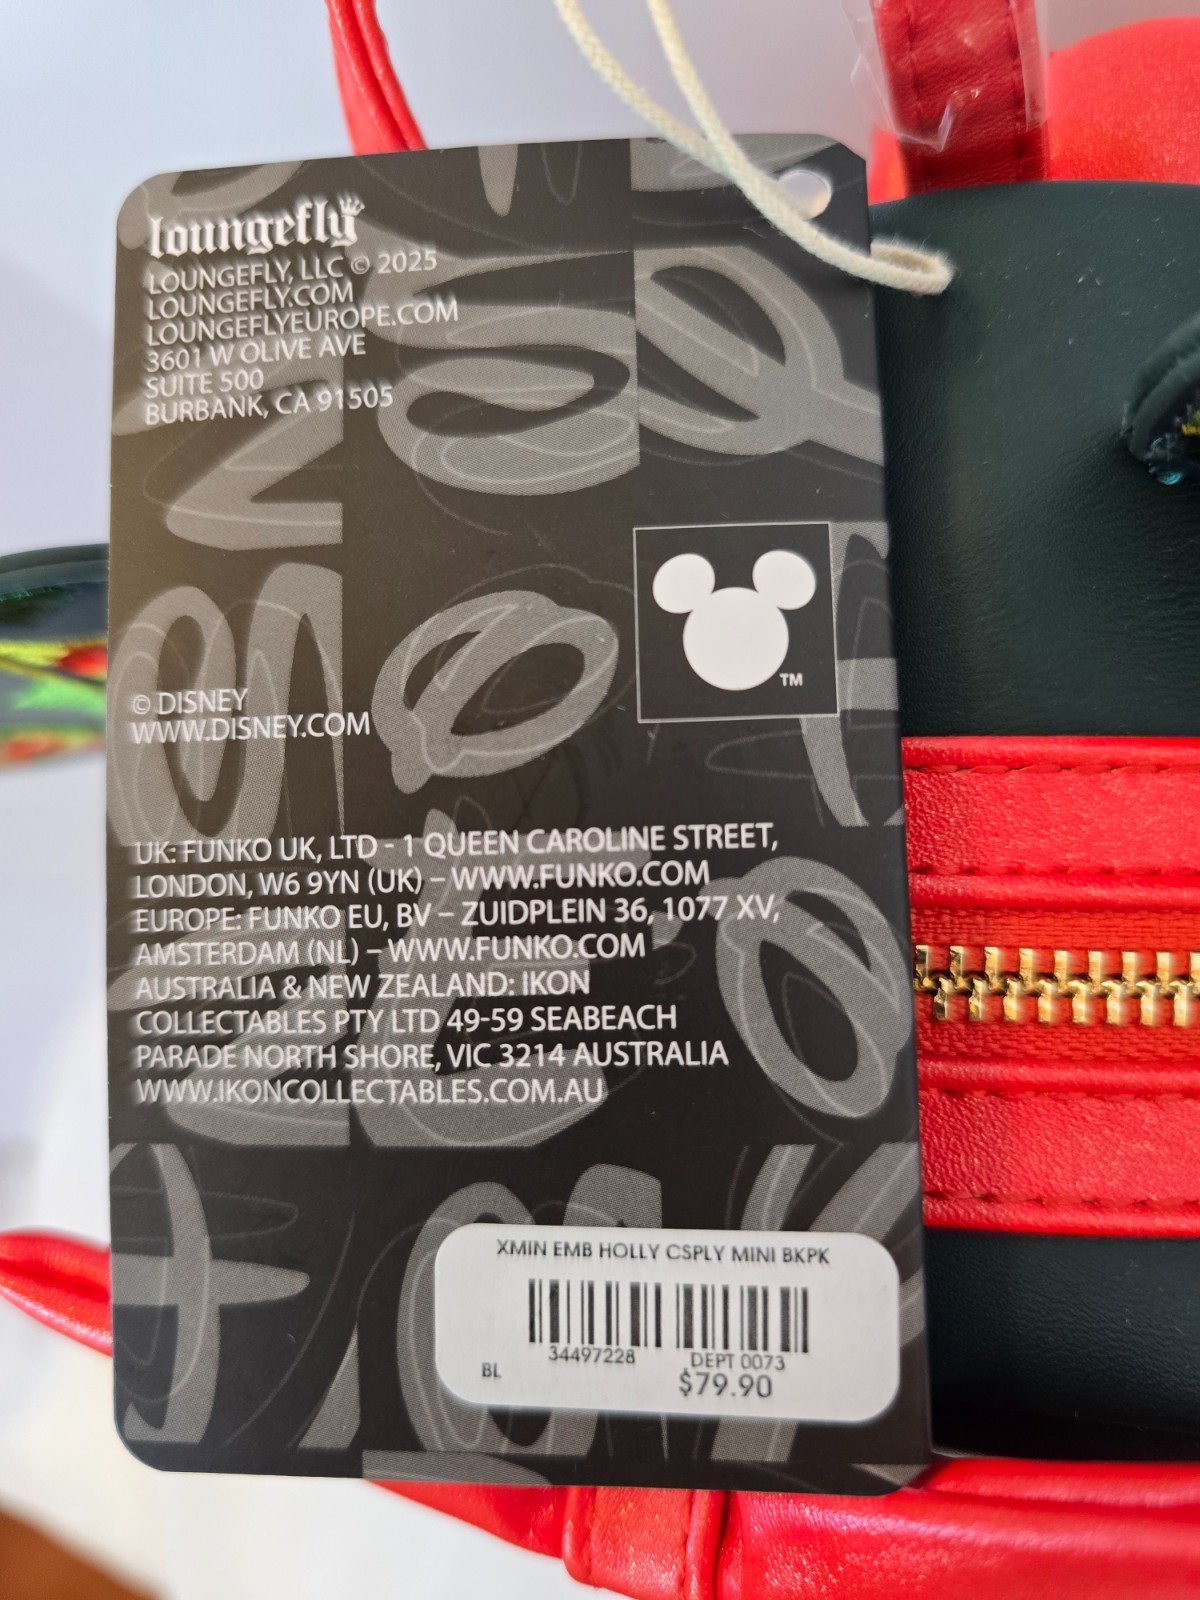 loungefly
LOUNGEFLY, LLC © 2025
LOUNGEFLY.COM
LOUNGEFLYEUROPE.COM
3601 W OLIVE AVE
SUITE 500
BURBANK, CA 91505
TM
© DISNEY
WWW.DISNEY.COM
UK: FUNKO UK, LTD - 1 QUEEN CAROLINE STREET,
LONDON, W6 9YN (UK) – WWW.FUNKO.COM
EUROPE: FUNKO EU, BV – ZUIDPLEIN 36, 1077 XV,
AMSTERDAM (NL) – WWW.FUNKO.COM
AUSTRALIA & NEW ZEALAND: IKON
COLLECTABLES PTY LTD 49-59 SEABEACH
PARADE NORTH SHORE, VIC 3214 AUSTRALIA
WWW.IKONCOLLECTABLES.COM.AU
XMIN EMB HOLLY CSPLY MINI BKPK
34497228 DEPT 0073
BL $79.90